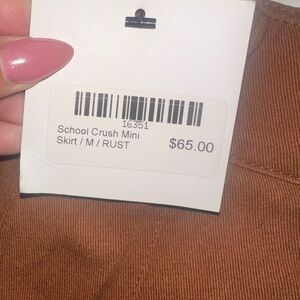 16351
School Crush Mini
Skirt / M / RUST
$65.00